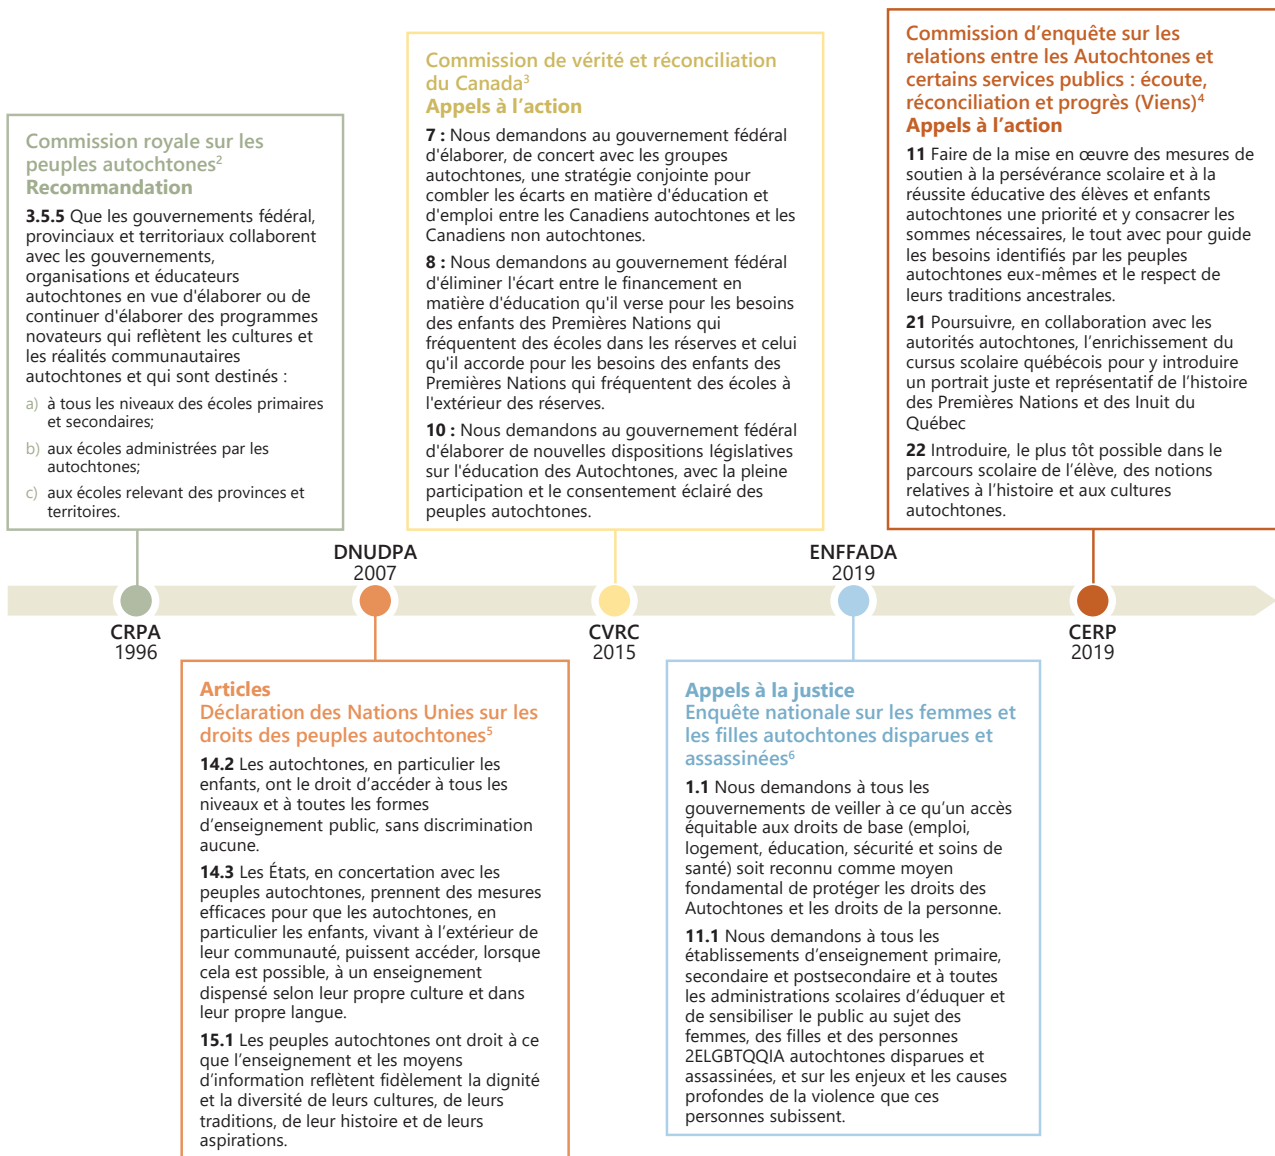 Commission royale sur les
peuples autochtones²
Recommandation
3.5.5 Que les gouvernements fédéral,
provinciaux et territoriaux collaborent
avec les gouvernements,
organisations et éducateurs
autochtones en vue d'élaborer ou de
continuer d'élaborer des programmes
novateurs qui reflètent les cultures et
les réalités communautaires
autochtones et qui sont destinés :
a) à tous les niveaux des écoles primaires
et secondaires;
b) aux écoles administrées par les
autochtones;
c) aux écoles relevant des provinces et
territoires.
Commission de vérité et réconciliation
du Canada³
Appels à l’action
7 : Nous demandons au gouvernement fédéral
d'élaborer, de concert avec les groupes
autochtones, une stratégie conjointe pour
combler les écarts en matière d'éducation et
d'emploi entre les Canadiens autochtones et les
Canadiens non autochtones.
8 : Nous demandons au gouvernement fédéral
d'éliminer l'écart entre le financement en
matière d'éducation qu'il verse pour les besoins
des enfants des Premières Nations qui
fréquentent des écoles dans les réserves et celui
qu'il accorde pour les besoins des enfants des
Premières Nations qui fréquentent des écoles à
l'extérieur des réserves.
10 : Nous demandons au gouvernement fédéral
d'élaborer de nouvelles dispositions législatives
sur l'éducation des Autochtones, avec la pleine
participation et le consentement éclairé des
peuples autochtones.
Commission d’enquête sur les
relations entre les Autochtones et
certains services publics : écoute,
réconciliation et progrès (Viens)⁴
Appels à l’action
11 Faire de la mise en œuvre des mesures de
soutien à la persévérance scolaire et à la
réussite éducative des élèves et enfants
autochtones une priorité et y consacrer les
sommes nécessaires, le tout avec pour guide
les besoins identifiés par les peuples
autochtones eux-mêmes et le respect de
leurs traditions ancestrales.
21 Poursuivre, en collaboration avec les
autorités autochtones, l’enrichissement du
cursus scolaire québécois pour y introduire
un portrait juste et représentatif de l’histoire
des Premières Nations et des Inuit du
Québec
22 Introduire, le plus tôt possible dans le
parcours scolaire de l’élève, des notions
relatives à l’histoire et aux cultures
autochtones.
DNUDPA
2007
ENFFADA
2019
CRPA
1996
CVRC
2015
CERP
2019
Articles
Déclaration des Nations Unies sur les
droits des peuples autochtones⁵
14.2 Les autochtones, en particulier les
enfants, ont le droit d’accéder à tous les
niveaux et à toutes les formes
d’enseignement public, sans discrimination
aucune.
14.3 Les États, en concertation avec les
peuples autochtones, prennent des mesures
efficaces pour que les autochtones, en
particulier les enfants, vivant à l’extérieur de
leur communauté, puissent accéder, lorsque
cela est possible, à un enseignement
dispensé selon leur propre culture et dans
leur propre langue.
15.1 Les peuples autochtones ont droit à ce
que l’enseignement et les moyens
d’information reflètent fidèlement la dignité
et la diversité de leurs cultures, de leurs
traditions, de leur histoire et de leurs
aspirations.
Appels à la justice
Enquête nationale sur les femmes et
les filles autochtones disparues et
assassinées⁶
1.1 Nous demandons à tous les
gouvernements de veiller à ce qu’un accès
équitable aux droits de base (emploi,
logement, éducation, sécurité et soins de
santé) soit reconnu comme moyen
fondamental de protéger les droits des
Autochtones et les droits de la personne.
11.1 Nous demandons à tous les
établissements d’enseignement primaire,
secondaire et postsecondaire et à toutes
les administrations scolaires d’éduquer et
de sensibiliser le public au sujet des
femmes, des filles et des personnes
2ELGBTQQIA autochtones disparues et
assassinées, et sur les enjeux et les causes
profondes de la violence que ces
personnes subissent.